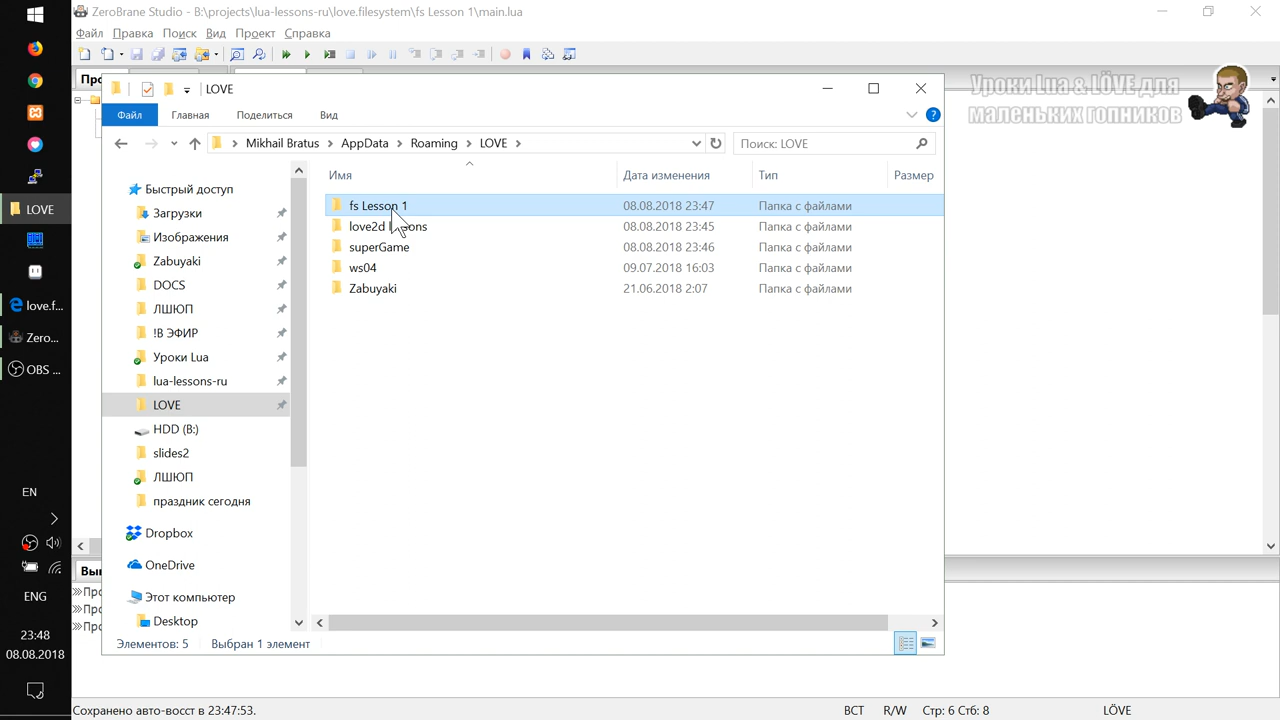 ZeroBrane Studio - B:\projects\lua-lessons-ru\love.filesystem\fs Lesson 1\main.lua
Файл Правка Поиск Вид Проект Справка
Уроки Lua & LÖVE для
маленьких гопников
LOVE
Файл Главная Поделиться Вид
Mikhail Bratus AppData Roaming LOVE
Поиск: LOVE
Имя Дата изменения Тип Размер
fs Lesson 1 08.08.2018 23:47 Папка с файлами
love2d 08.08.2018 23:45 Папка с файлами
superGame 08.08.2018 23:46 Папка с файлами
ws04 09.07.2018 16:03 Папка с файлами
Zabuyaki 21.06.2018 2:07 Папка с файлами
Быстрый доступ
Загрузки
Изображения
Zabuyaki
DOCS
ЛШЮП
!В ЭФИР
Уроки Lua
lua-lessons-ru
LOVE
HDD (B:)
slides2
ЛШЮП
праздник сегодня
Dropbox
OneDrive
Этот компьютер
Desktop
Элементов: 5 Выбран 1 элемент
LOVE
love.f...
Zero...
OBS ...
EN
ENG
23:48
08.08.2018
Сохранено авто-восст в 23:47:53.
ВСТ R/W Стр: 6 Стб: 8 LÖVE